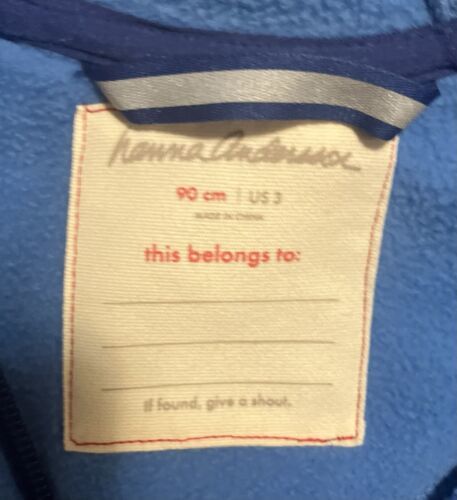 hanna Andersson
90 cm | US 3
MADE IN CHINA
this belongs to:
If found, give a shout.